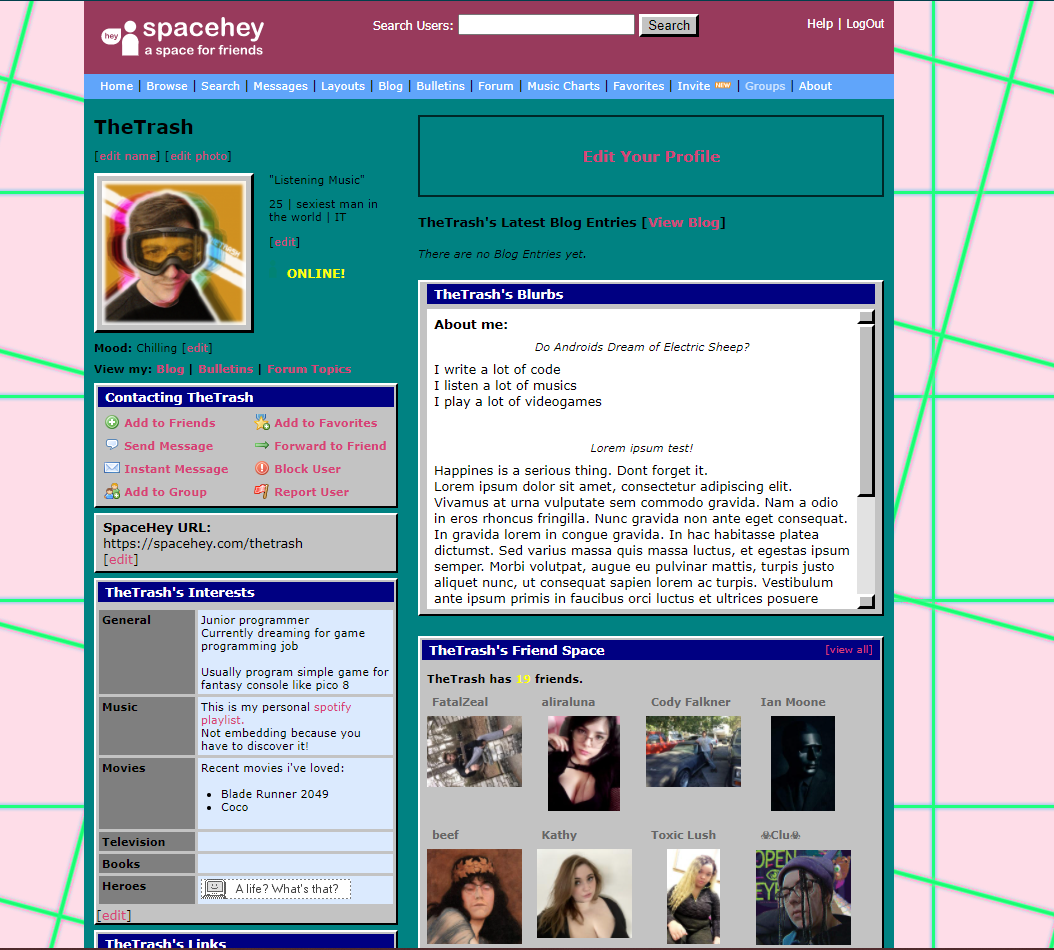 hey
spacehey
a space for friends
Search Users: Search
Help | LogOut
Home | Browse | Search | Messages | Layouts | Blog | Bulletins | Forum | Music Charts | Favorites | Invite NEW | Groups | About
TheTrash
[edit name] [edit photo]
"Listening Music"
25 | sexiest man in
the world | IT
[edit]
ONLINE!
Mood: Chilling [edit]
View my: Blog | Bulletins | Forum Topics
Contacting TheTrash
Add to Friends
Add to Favorites
Send Message
Forward to Friend
Instant Message
Block User
Add to Group
Report User
SpaceHey URL:
https://spacehey.com/thetrash
[edit]
TheTrash's Interests
General
Junior programmer
Currently dreaming for game
programming job
Usually program simple game for
fantasy console like pico 8
Music
This is my personal spotify
playlist.
Not embedding because you
have to discover it!
Movies
Recent movies i've loved:
• Blade Runner 2049
• Coco
Television
Books
Heroes
A life? What's that?
[edit]
TheTrash's Links
Edit Your Profile
TheTrash's Latest Blog Entries [View Blog]
There are no Blog Entries yet.
TheTrash's Blurbs
About me:
Do Androids Dream of Electric Sheep?
I write a lot of code
I listen a lot of musics
I play a lot of videogames
Lorem ipsum test!
Happines is a serious thing. Dont forget it.
Lorem ipsum dolor sit amet, consectetur adipiscing elit.
Vivamus at urna vulputate sem commodo gravida. Nam a odio
in eros rhoncus fringilla. Nunc gravida non ante eget consequat.
In gravida lorem in congue gravida. In hac habitasse platea
dictumst. Sed varius massa quis massa luctus, et egestas ipsum
semper. Morbi volutpat, augue eu pulvinar mattis, turpis justo
aliquet nunc, ut consequat sapien lorem ac turpis. Vestibulum
ante ipsum primis in faucibus orci luctus et ultrices posuere
TheTrash's Friend Space
[view all]
TheTrash has 19 friends.
FatalZeal
aliraluna
Cody Falkner
Ian Moone
beef
Kathy
Toxic Lush
☣Clu☣
OPEN